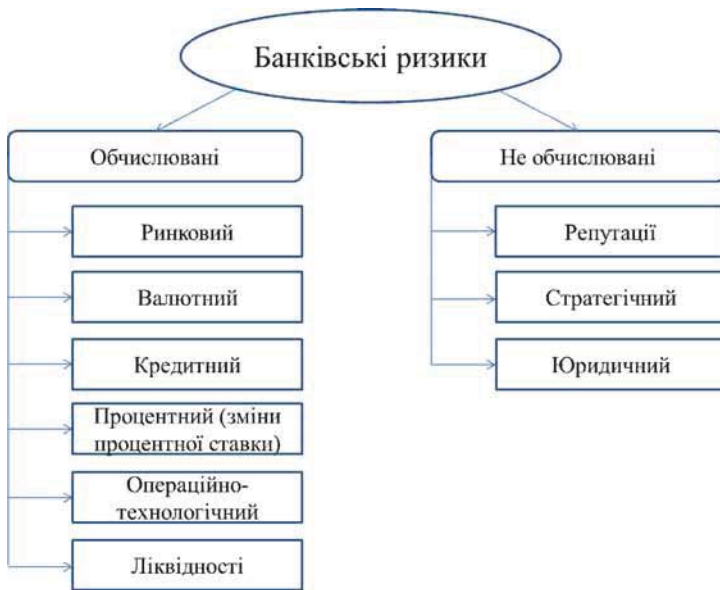 Банківські ризики
Обчислювані
Ринковий
Валютний
Кредитний
Процентний (зміни
процентної ставки)
Операційно-
технологічний
Ліквідності
Не обчислювані
Репутації
Стратегічний
Юридичний